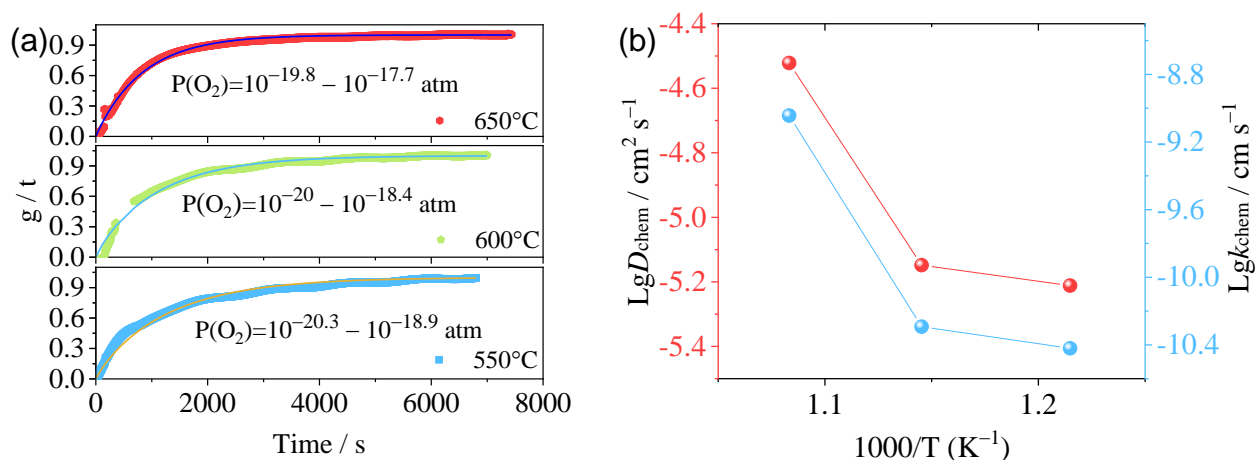 (a)
g / t
0.9
0.6
0.3
0.0
P(O₂)=10⁻¹⁹·⁸ – 10⁻¹⁷·⁷ atm
650°C
0.9
0.6
0.3
0.0
P(O₂)=10⁻²⁰ – 10⁻¹⁸·⁴ atm
600°C
0.9
0.6
0.3
0.0
P(O₂)=10⁻²⁰·³ – 10⁻¹⁸·⁹ atm
550°C
0 2000 4000 6000 8000
Time / s
(b)
LgD_chem / cm² s⁻¹
-4.4
-4.6
-4.8
-5.0
-5.2
-5.4
1.1 1.2
1000/T (K⁻¹)
-8.8
-9.2
-9.6
-10.0
-10.4
Lgk_chem / cm s⁻¹